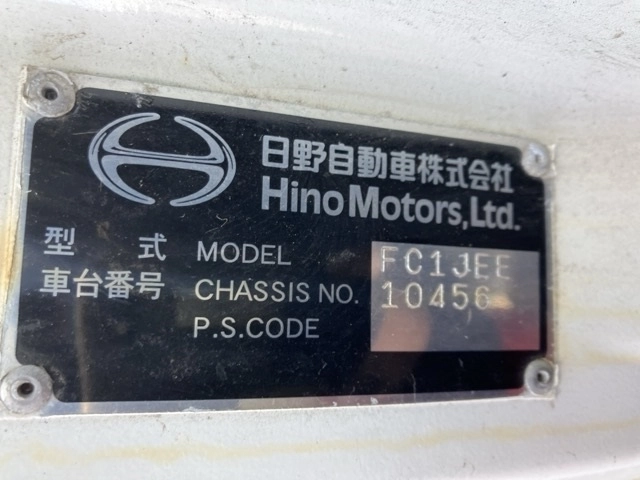 日野自動車株式会社
Hino Motors, Ltd.
型 式 MODEL FC1JEE
車台番号 CHASSIS NO. 10456
P.S.CODE